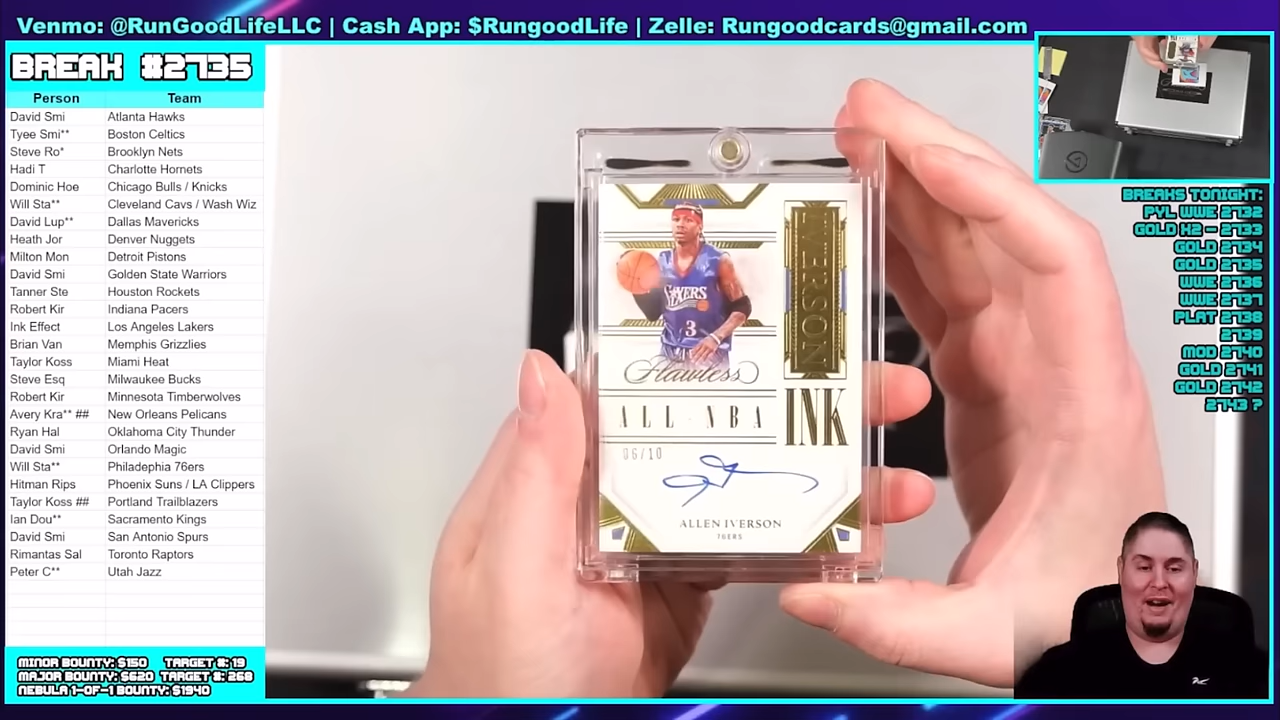 Venmo: @RunGoodLifeLLC | Cash App: $RungoodLife | Zelle: Rungoodcards@gmail.com
BREAK #2735
Person Team
David Smi Atlanta Hawks
Tyee Smi** Boston Celtics
Steve Ro* Brooklyn Nets
Hadi T Charlotte Hornets
Dominic Hoe Chicago Bulls / Knicks
Will Sta** Cleveland Cavs / Wash Wiz
David Lup** Dallas Mavericks
Heath Jor Denver Nuggets
Milton Mon Detroit Pistons
David Smi Golden State Warriors
Tanner Ste Houston Rockets
Robert Kir Indiana Pacers
Ink Effect Los Angeles Lakers
Brian Van Memphis Grizzlies
Taylor Koss Miami Heat
Steve Esq Milwaukee Bucks
Robert Kir Minnesota Timberwolves
Avery Kra** ## New Orleans Pelicans
Ryan Hal Oklahoma City Thunder
David Smi Orlando Magic
Will Sta** Philadephia 76ers
Hitman Rips Phoenix Suns / LA Clippers
Taylor Koss ## Portland Trailblazers
Ian Dou** Sacramento Kings
David Smi San Antonio Spurs
Rimantas Sal Toronto Raptors
Peter C** Utah Jazz
MINOR BOUNTY: $150 TARGET #: 19
MAJOR BOUNTY: $620 TARGET #: 268
NEBULA 1-OF-1 BOUNTY: $1940
IVERSON
SIXERS
3
Flawless
ALL-NBA
INK
06/10
ALLEN IVERSON
76ERS
BREAKS TONIGHT:
PYL WWE 2732
GOLD X2 - 2733
GOLD 2734
GOLD 2735
WWE 2736
WWE 2737
PLAT 2738
2739
MOD 2740
GOLD 2741
GOLD 2742
2743 ?